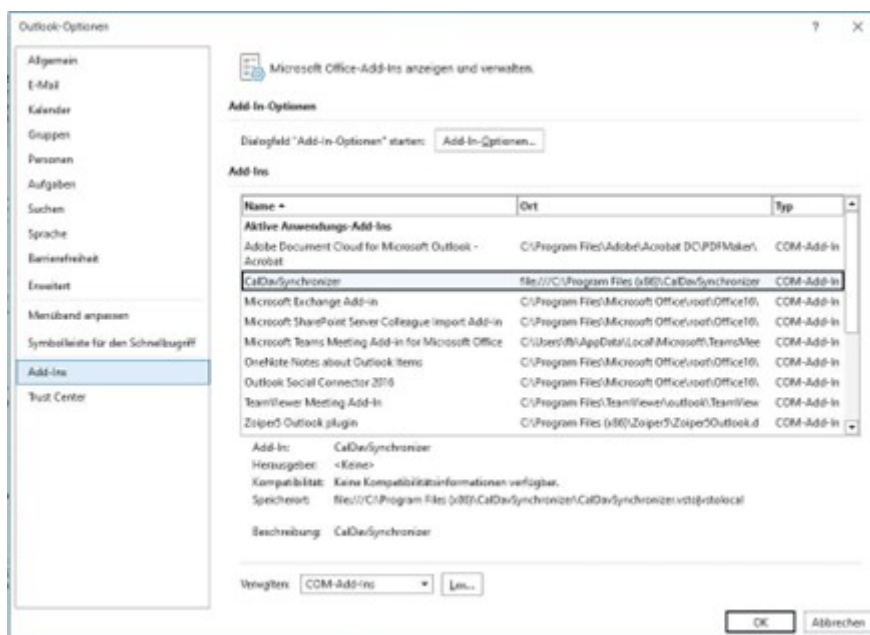 Outlook-Optionen
?
Allgemein
E-Mail
Kalender
Gruppen
Personen
Aufgaben
Suchen
Sprache
Barrierefreiheit
Erweitert
Menüband anpassen
Symbolleiste für den Schnellzugriff
Add-Ins
Trust Center
Microsoft Office-Add-Ins anzeigen und verwalten.
Add-In-Optionen
Dialogfeld "Add-In-Optionen" starten: Add-In-Optionen...
Add-Ins
Name Ort Typ
Aktive Anwendungs-Add-Ins
Adobe Document Cloud for Microsoft Outlook - C:\Program Files\Adobe\Acrobat DC\PDFMaker\ COM-Add-In
Acrobat
CalDavSynchronizer file:///C:\Program Files (x86)\CalDavSynchronizer COM-Add-In
Microsoft Exchange Add-in C:\Program Files\Microsoft Office\root\Office16\ COM-Add-In
Microsoft SharePoint Server Colleague Import Add-in C:\Program Files\Microsoft Office\root\Office16\ COM-Add-In
Microsoft Teams Meeting Add-in for Microsoft Office C:\Users\fb\AppData\Local\Microsoft\TeamsMee COM-Add-In
OneNote Notes about Outlook Items C:\Program Files\Microsoft Office\root\Office16\ COM-Add-In
Outlook Social Connector 2016 C:\Program Files\Microsoft Office\root\Office16\ COM-Add-In
TeamViewer Meeting Add-In C:\Program Files\TeamViewer\outlook\TeamView COM-Add-In
Zoiper5 Outlook plugin C:\Program Files (x86)\Zoiper5\Zoiper5Outlook.d COM-Add-In
Add-In: CalDavSynchronizer
Herausgeber: <Keine>
Kompatibilität: Keine Kompatibilitätsinformationen verfügbar.
Speicherort: file:///C:\Program Files (x86)\CalDavSynchronizer\CalDavSynchronizer.vsto|vstolocal
Beschreibung: CalDavSynchronizer
Verwalten: COM-Add-Ins Los...
OK Abbrechen